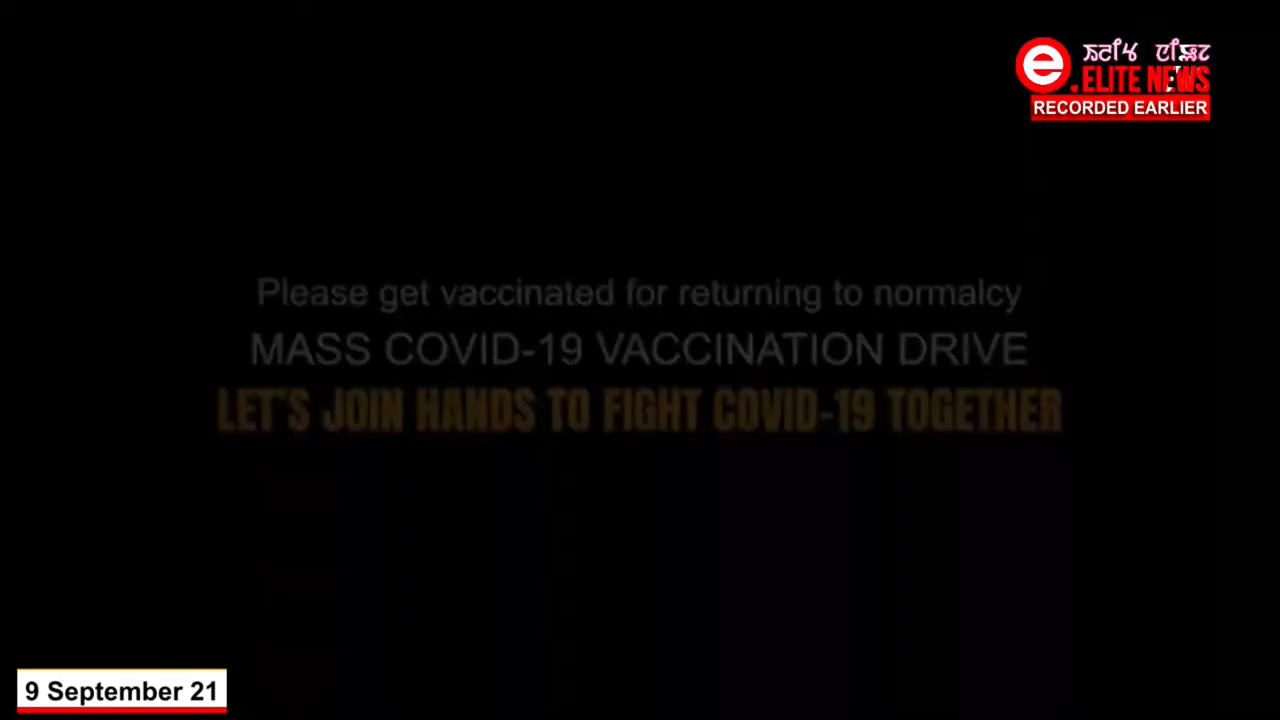 e
. ELITE NEWS
RECORDED EARLIER
Please get vaccinated for returning to normalcy
MASS COVID-19 VACCINATION DRIVE
LET'S JOIN HANDS TO FIGHT COVID-19 TOGETHER
9 September 21